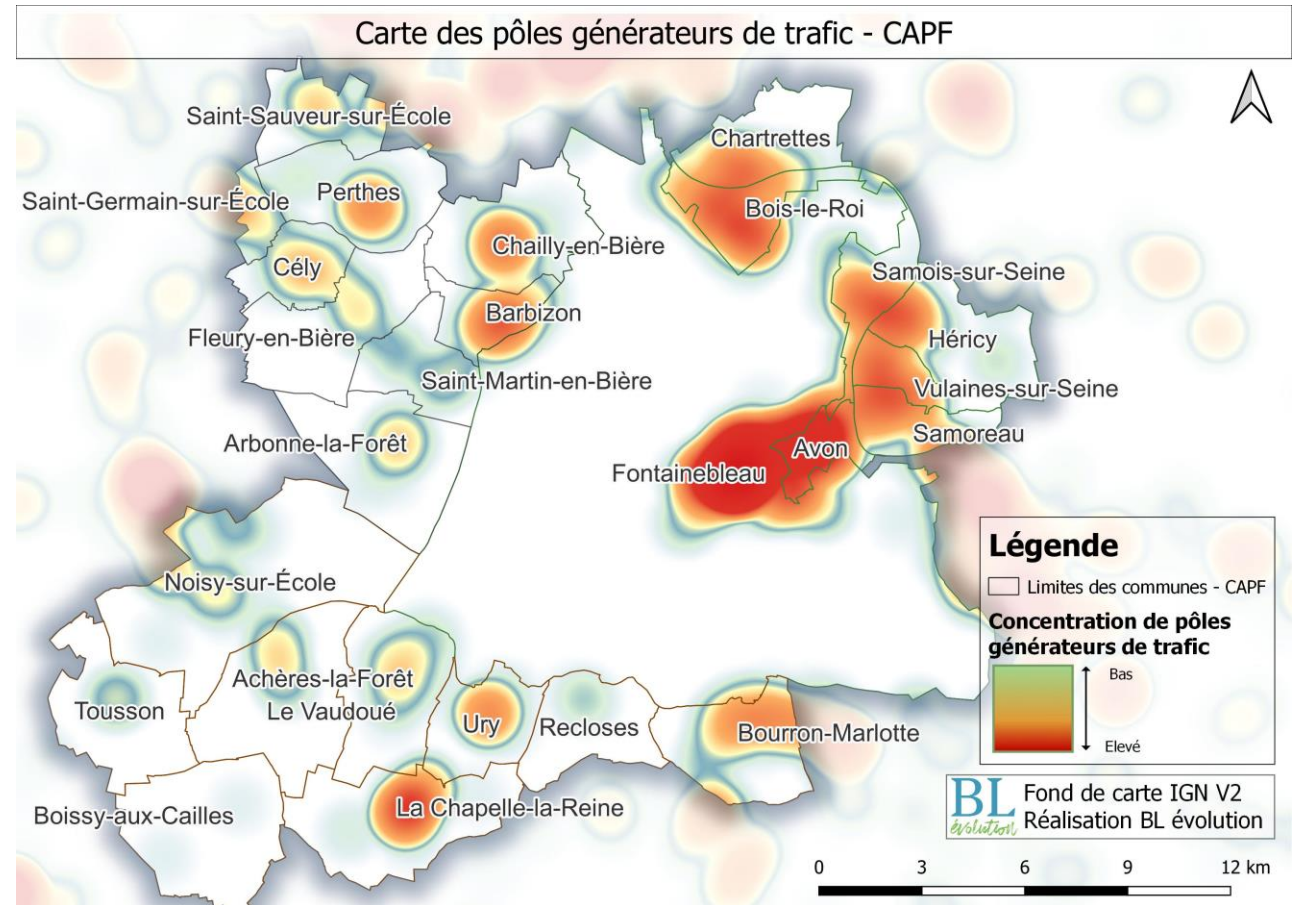 Carte des pôles générateurs de trafic - CAPF
Saint-Sauveur-sur-École
Chartrettes
Saint-Germain-sur-École
Perthes
Bois-le-Roi
Chailly-en-Bière
Cély
Samois-sur-Seine
Barbizon
Fleury-en-Bière
Héricy
Saint-Martin-en-Bière
Vulaines-sur-Seine
Arbonne-la-Forêt
Samoreau
Avon
Fontainebleau
Noisy-sur-École
Achères-la-Forêt
Le Vaudoué
Tousson
Ury
Recloses
Bourron-Marlotte
La Chapelle-la-Reine
Boissy-aux-Cailles
Légende
Limites des communes - CAPF
Concentration de pôles
générateurs de trafic
Bas
Elevé
BL
évolution
Fond de carte IGN V2
Réalisation BL évolution
0 3 6 9 12 km